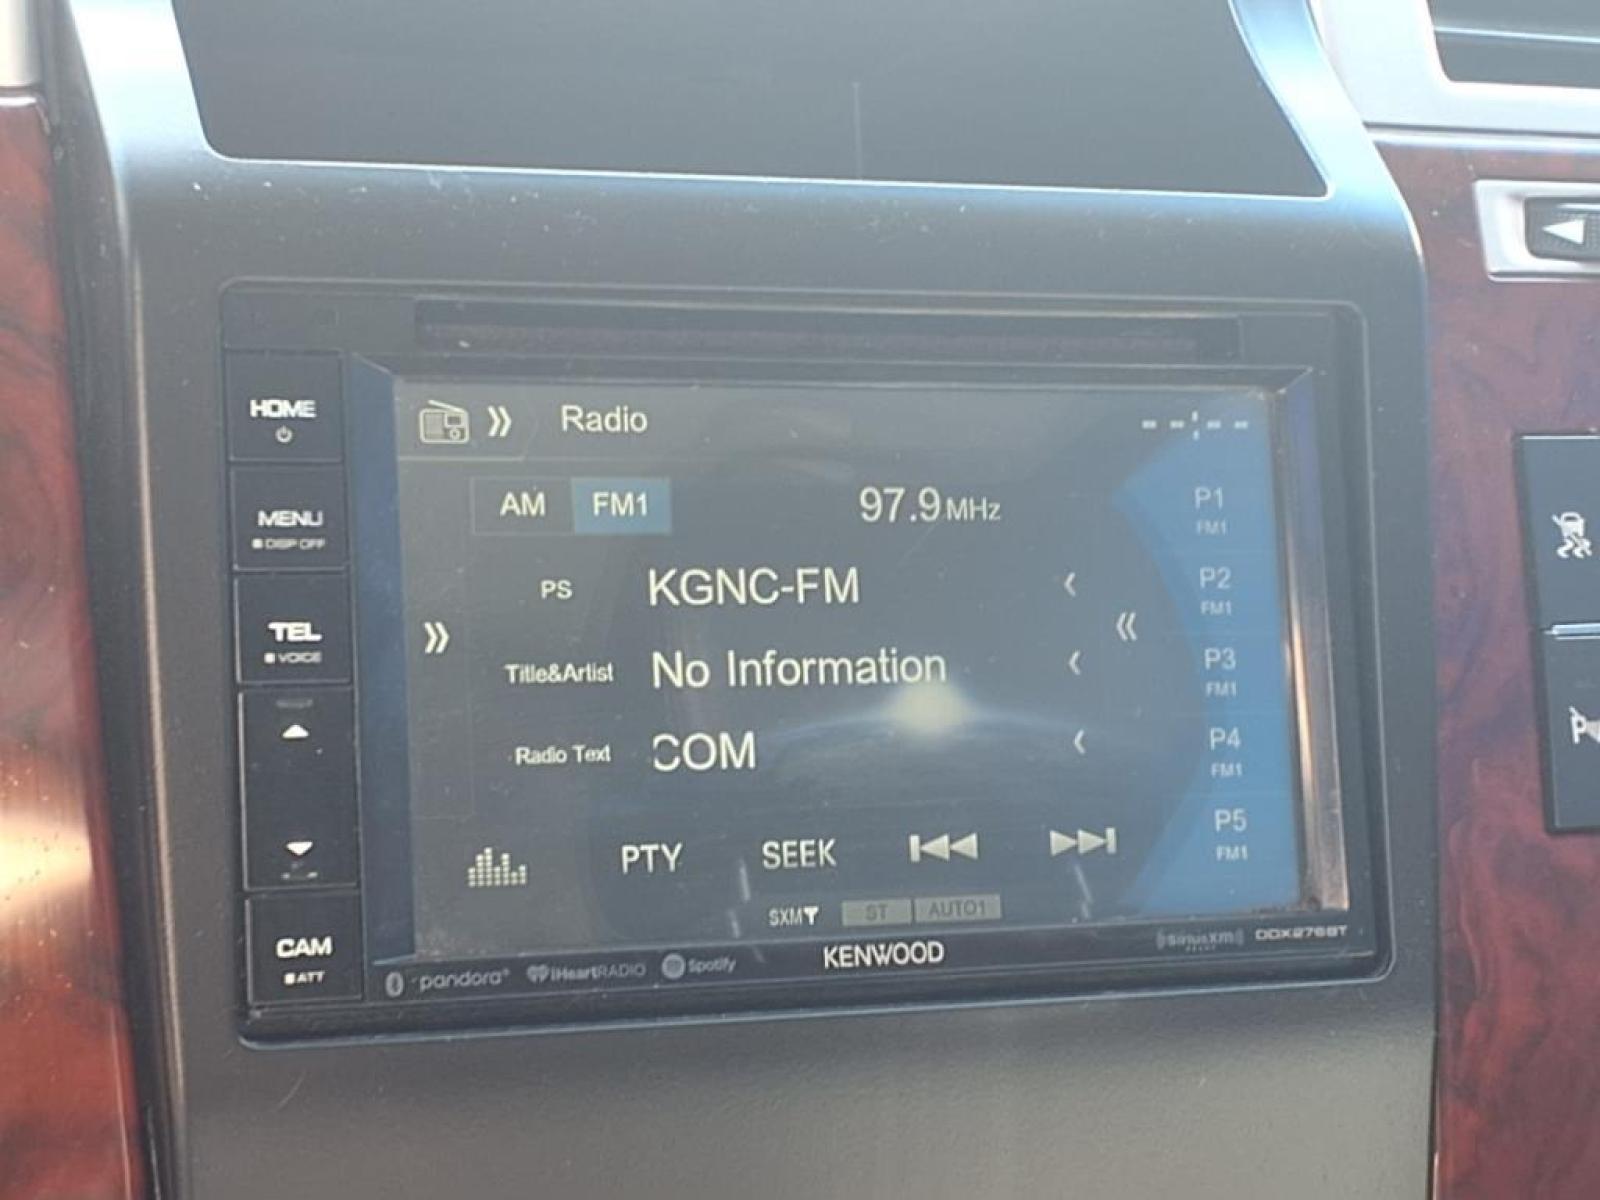 HOME
MENU
DISP OFF
TEL
VOICE
CAM
ATT
Radio
--:--
AM FM1 97.9 MHz
PS KGNC-FM
Title&Artist No Information
Radio Text COM
PTY SEEK
SXM ST AUTO1
P1
FM1
P2
FM1
P3
FM1
P4
FM1
P5
FM1
pandora iHeartRADIO Spotify KENWOOD siriusxm DDX276BT